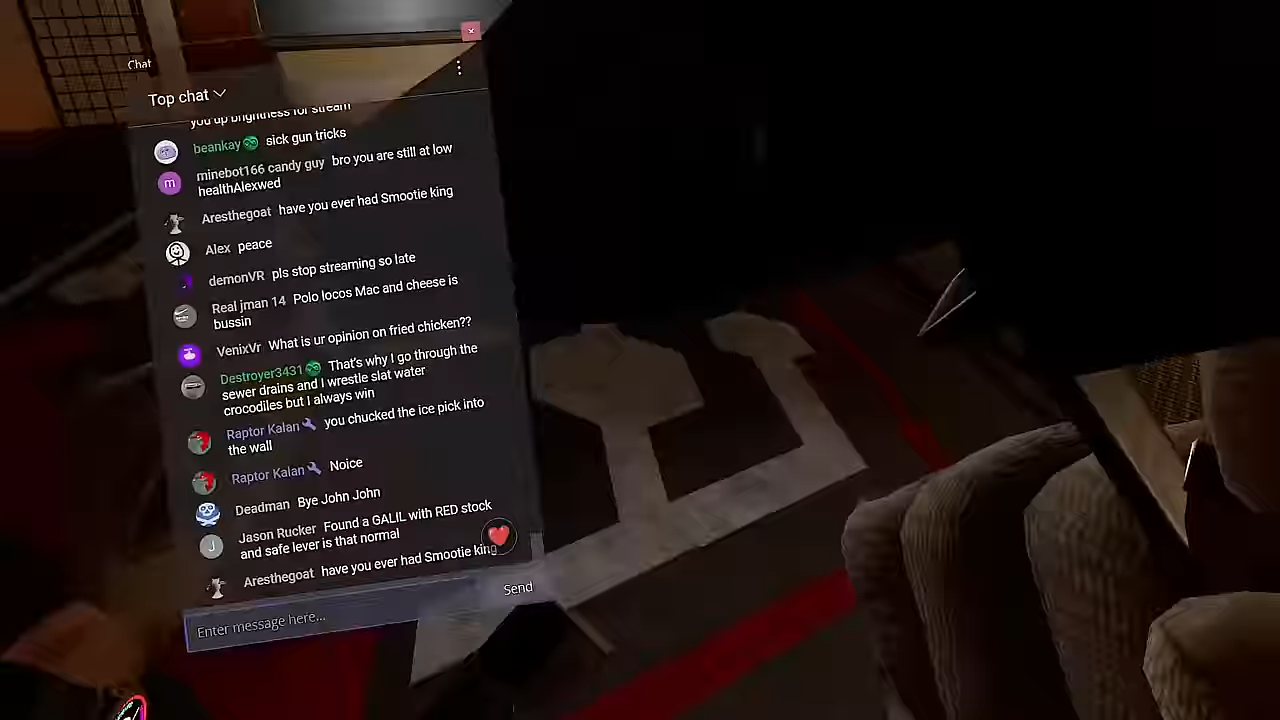 Chat
Top chat
you up brightness for stream
beankay sick gun tricks
minebot166 candy guy bro you are still at low
healthAlexwed
Aresthegoat have you ever had Smootie king
Alex peace
demonVR pls stop streaming so late
Real jman 14 Polo locos Mac and cheese is
bussin
VenixVr What is ur opinion on fried chicken??
Destroyer3431 That's why I go through the
sewer drains and I wrestle slat water
crocodiles but I always win
Raptor Kalan you chucked the ice pick into
the wall
Raptor Kalan Noice
Deadman Bye John John
m
J
Jason Rucker Found a GALIL with RED stock
and safe lever is that normal
Aresthegoat have you ever had Smootie king
Enter message here...
Send